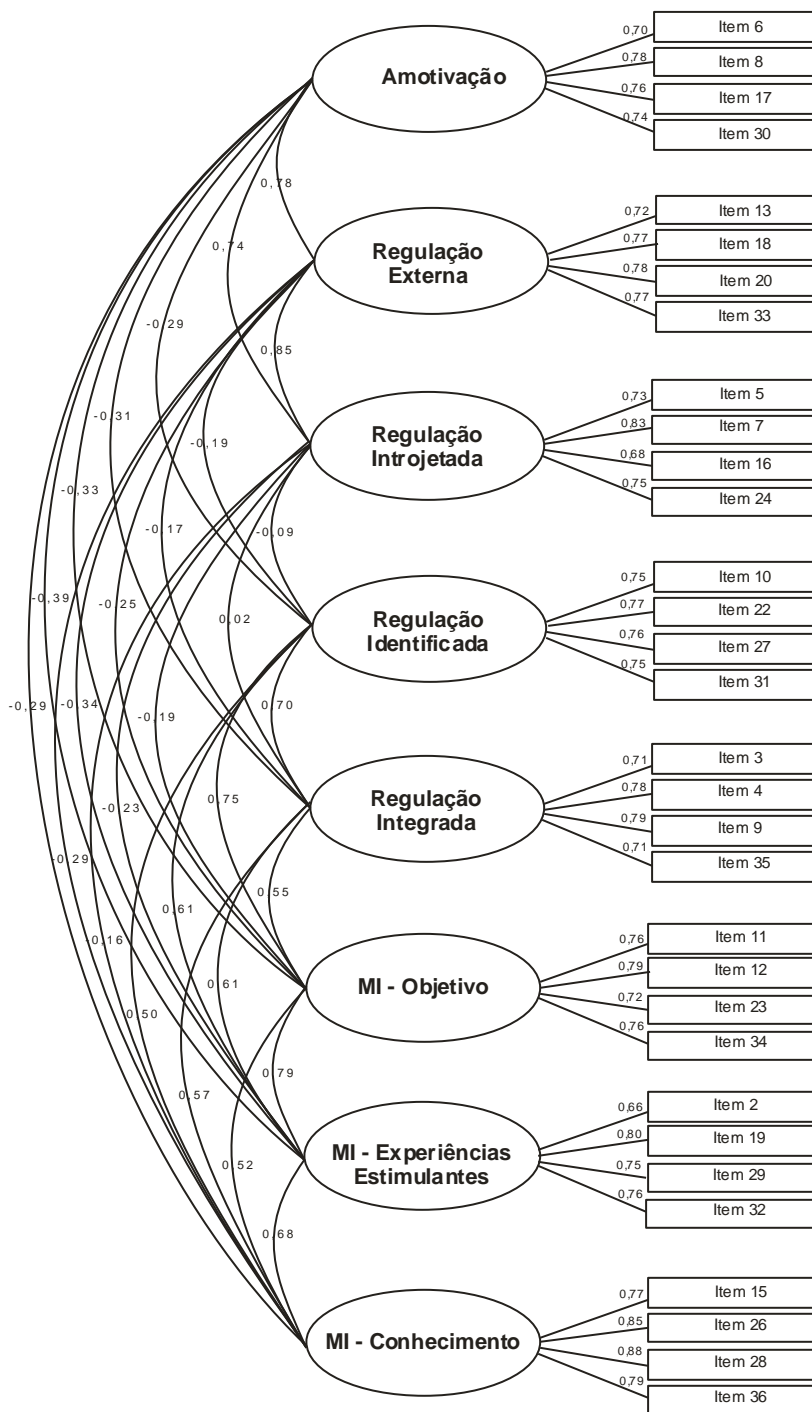 Amotivação
0,70
Item 6
0,78
Item 8
0,76
Item 17
0,74
Item 30
0,78
Regulação
Externa
0,72
Item 13
0,77
Item 18
0,78
Item 20
0,77
Item 33
0,74
-0,29
0,85
Regulação
Introjetada
0,73
Item 5
0,83
Item 7
0,68
Item 16
0,75
Item 24
-0,31
-0,19
-0,33
-0,17
-0,09
Regulação
Identificada
0,75
Item 10
0,77
Item 22
0,76
Item 27
0,75
Item 31
-0,39
-0,25
0,02
-0,29
-0,34
-0,19
0,70
Regulação
Integrada
0,71
Item 3
0,78
Item 4
0,79
Item 9
0,71
Item 35
-0,23
0,75
-0,29
0,61
0,55
MI - Objetivo
0,76
Item 11
0,79
Item 12
0,72
Item 23
0,76
Item 34
-0,16
0,61
0,50
0,79
0,57
MI - Experiências
Estimulantes
0,66
Item 2
0,80
Item 19
0,75
Item 29
0,76
Item 32
0,52
0,68
MI - Conhecimento
0,77
Item 15
0,85
Item 26
0,88
Item 28
0,79
Item 36